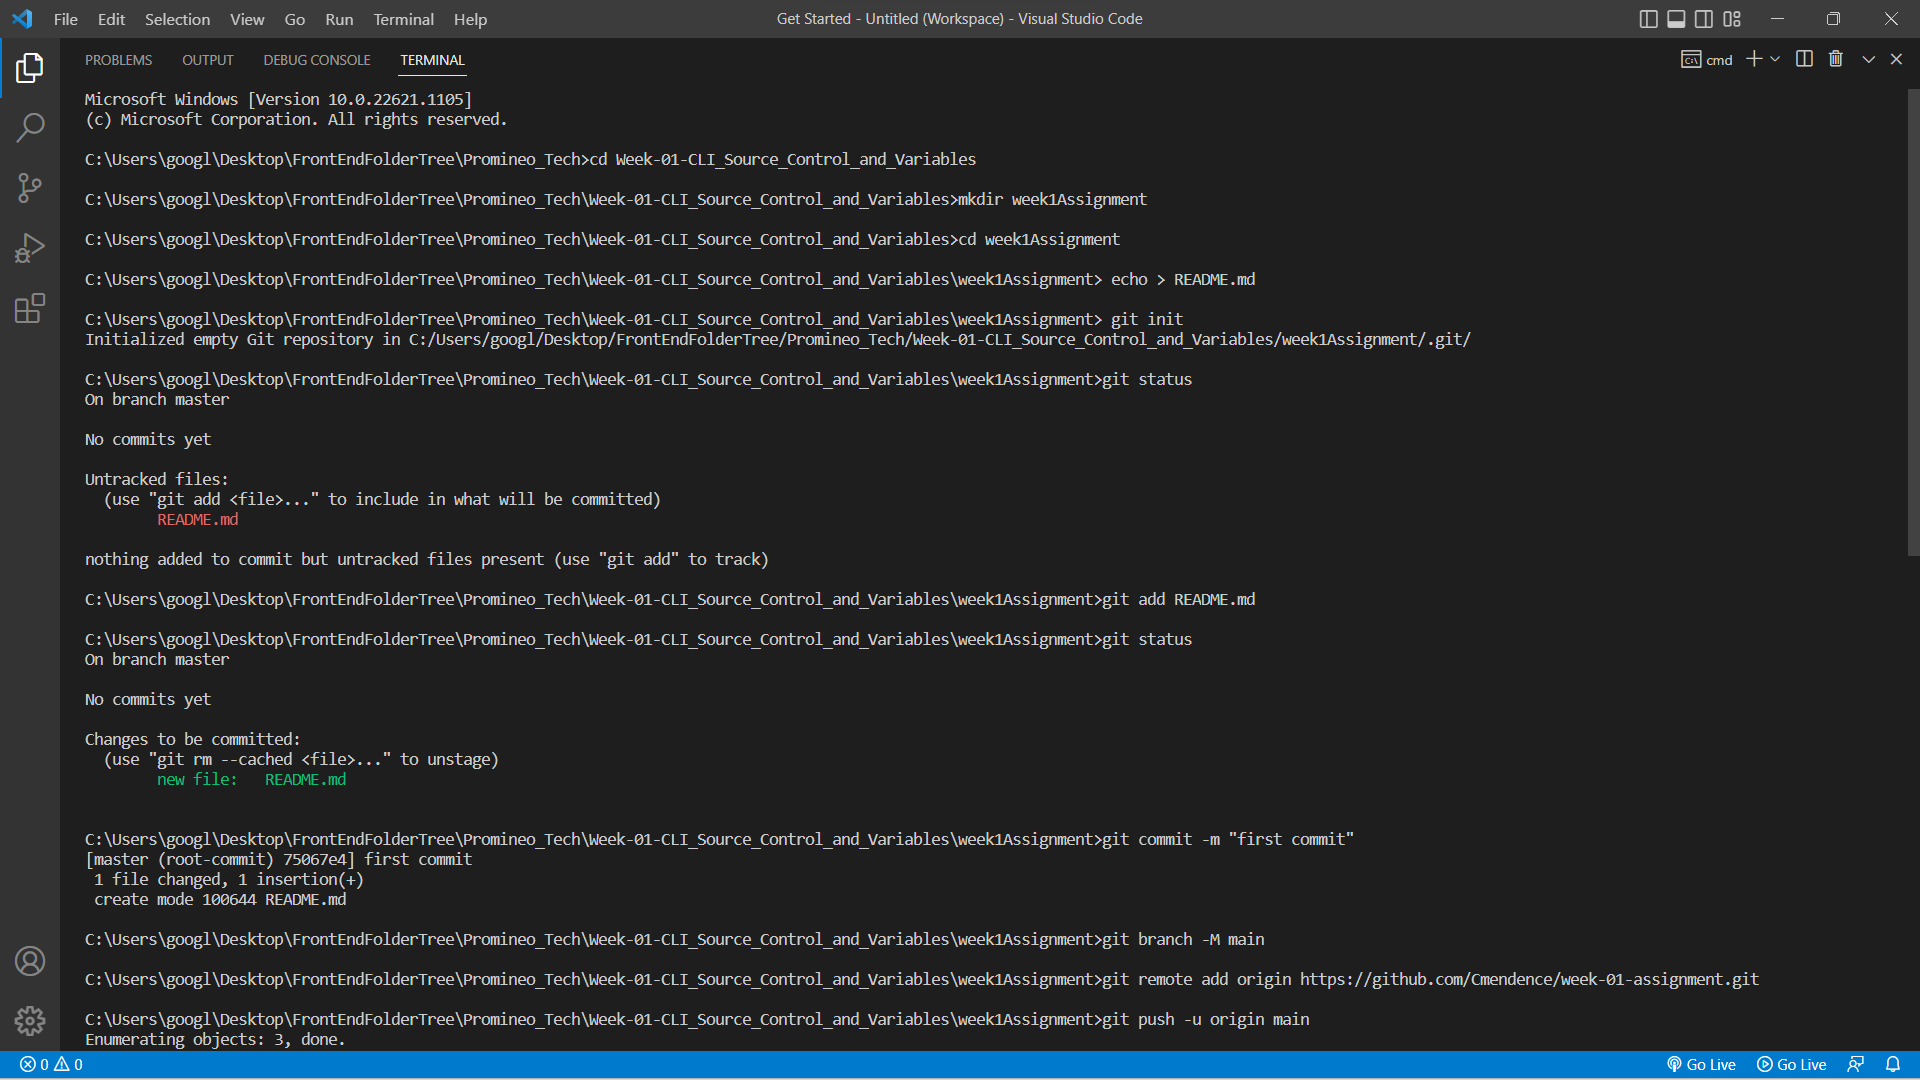 File Edit Selection View Go Run Terminal Help Get Started - Untitled (Workspace) - Visual Studio Code
PROBLEMS OUTPUT DEBUG CONSOLE TERMINAL cmd
Microsoft Windows [Version 10.0.22621.1105]
(c) Microsoft Corporation. All rights reserved.
C:\Users\googl\Desktop\FrontEndFolderTree\Promineo_Tech>cd Week-01-CLI_Source_Control_and_Variables
C:\Users\googl\Desktop\FrontEndFolderTree\Promineo_Tech\Week-01-CLI_Source_Control_and_Variables>mkdir week1Assignment
C:\Users\googl\Desktop\FrontEndFolderTree\Promineo_Tech\Week-01-CLI_Source_Control_and_Variables>cd week1Assignment
C:\Users\googl\Desktop\FrontEndFolderTree\Promineo_Tech\Week-01-CLI_Source_Control_and_Variables\week1Assignment> echo > README.md
C:\Users\googl\Desktop\FrontEndFolderTree\Promineo_Tech\Week-01-CLI_Source_Control_and_Variables\week1Assignment> git init
Initialized empty Git repository in C:/Users/googl/Desktop/FrontEndFolderTree/Promineo_Tech/Week-01-CLI_Source_Control_and_Variables/week1Assignment/.git/
C:\Users\googl\Desktop\FrontEndFolderTree\Promineo_Tech\Week-01-CLI_Source_Control_and_Variables\week1Assignment>git status
On branch master
No commits yet
Untracked files:
  (use "git add <file>..." to include in what will be committed)
        README.md
nothing added to commit but untracked files present (use "git add" to track)
C:\Users\googl\Desktop\FrontEndFolderTree\Promineo_Tech\Week-01-CLI_Source_Control_and_Variables\week1Assignment>git add README.md
C:\Users\googl\Desktop\FrontEndFolderTree\Promineo_Tech\Week-01-CLI_Source_Control_and_Variables\week1Assignment>git status
On branch master
No commits yet
Changes to be committed:
  (use "git rm --cached <file>..." to unstage)
        new file:   README.md
C:\Users\googl\Desktop\FrontEndFolderTree\Promineo_Tech\Week-01-CLI_Source_Control_and_Variables\week1Assignment>git commit -m "first commit"
[master (root-commit) 75067e4] first commit
 1 file changed, 1 insertion(+)
 create mode 100644 README.md
C:\Users\googl\Desktop\FrontEndFolderTree\Promineo_Tech\Week-01-CLI_Source_Control_and_Variables\week1Assignment>git branch -M main
C:\Users\googl\Desktop\FrontEndFolderTree\Promineo_Tech\Week-01-CLI_Source_Control_and_Variables\week1Assignment>git remote add origin https://github.com/Cmendence/week-01-assignment.git
C:\Users\googl\Desktop\FrontEndFolderTree\Promineo_Tech\Week-01-CLI_Source_Control_and_Variables\week1Assignment>git push -u origin main
Enumerating objects: 3, done.
0 0 Go Live Go Live